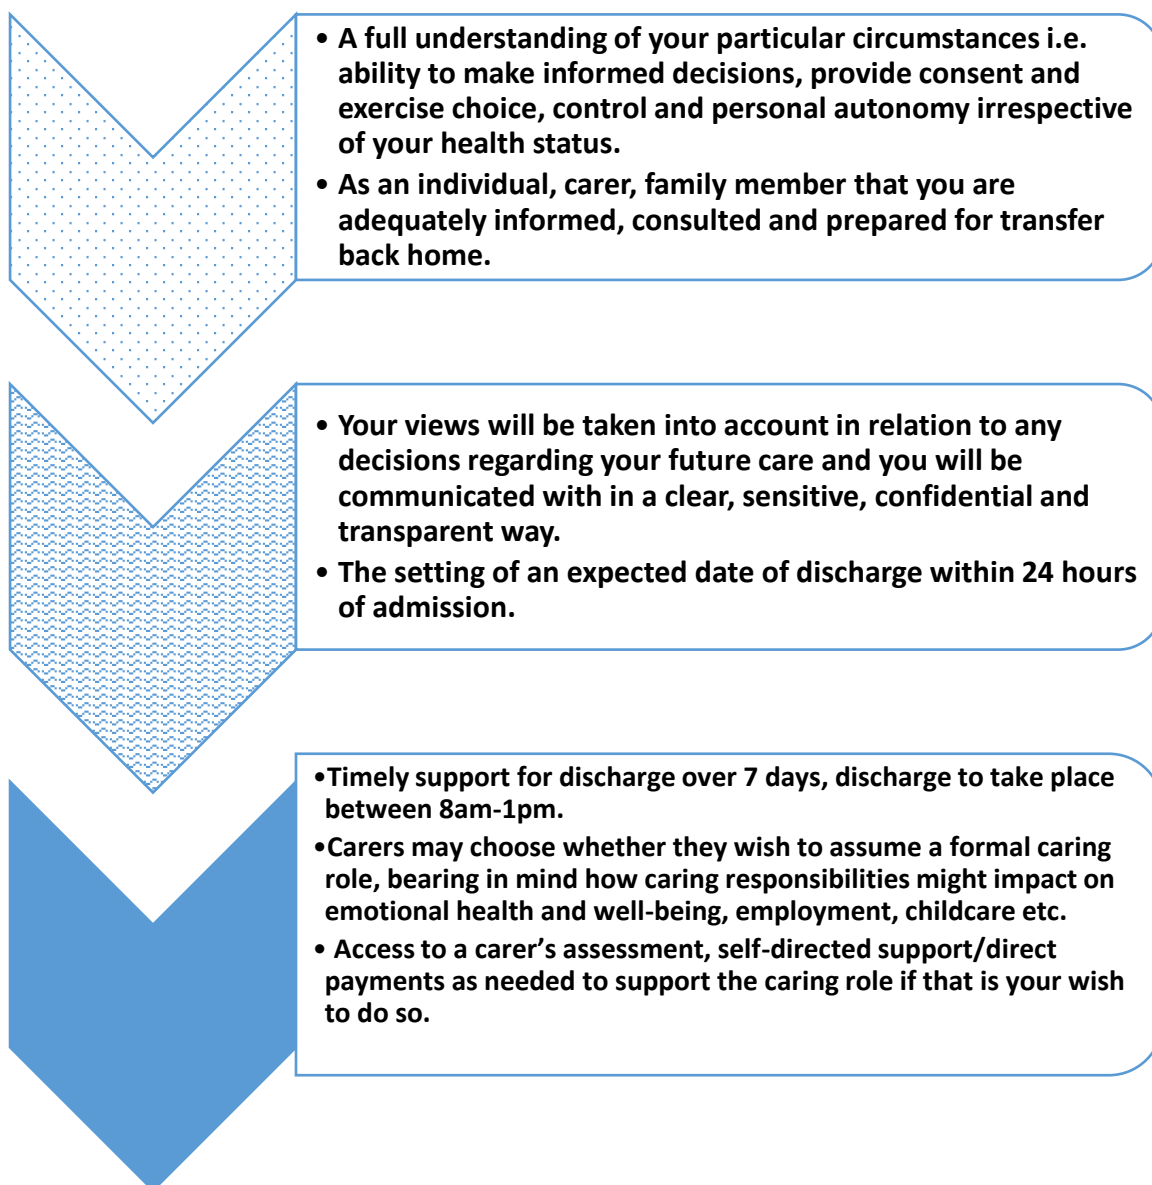 • A full understanding of your particular circumstances i.e.
ability to make informed decisions, provide consent and
exercise choice, control and personal autonomy irrespective
of your health status.
• As an individual, carer, family member that you are
adequately informed, consulted and prepared for transfer
back home.
• Your views will be taken into account in relation to any
decisions regarding your future care and you will be
communicated with in a clear, sensitive, confidential and
transparent way.
• The setting of an expected date of discharge within 24 hours
of admission.
•Timely support for discharge over 7 days, discharge to take place
between 8am-1pm.
•Carers may choose whether they wish to assume a formal caring
role, bearing in mind how caring responsibilities might impact on
emotional health and well-being, employment, childcare etc.
• Access to a carer’s assessment, self-directed support/direct
payments as needed to support the caring role if that is your wish
to do so.